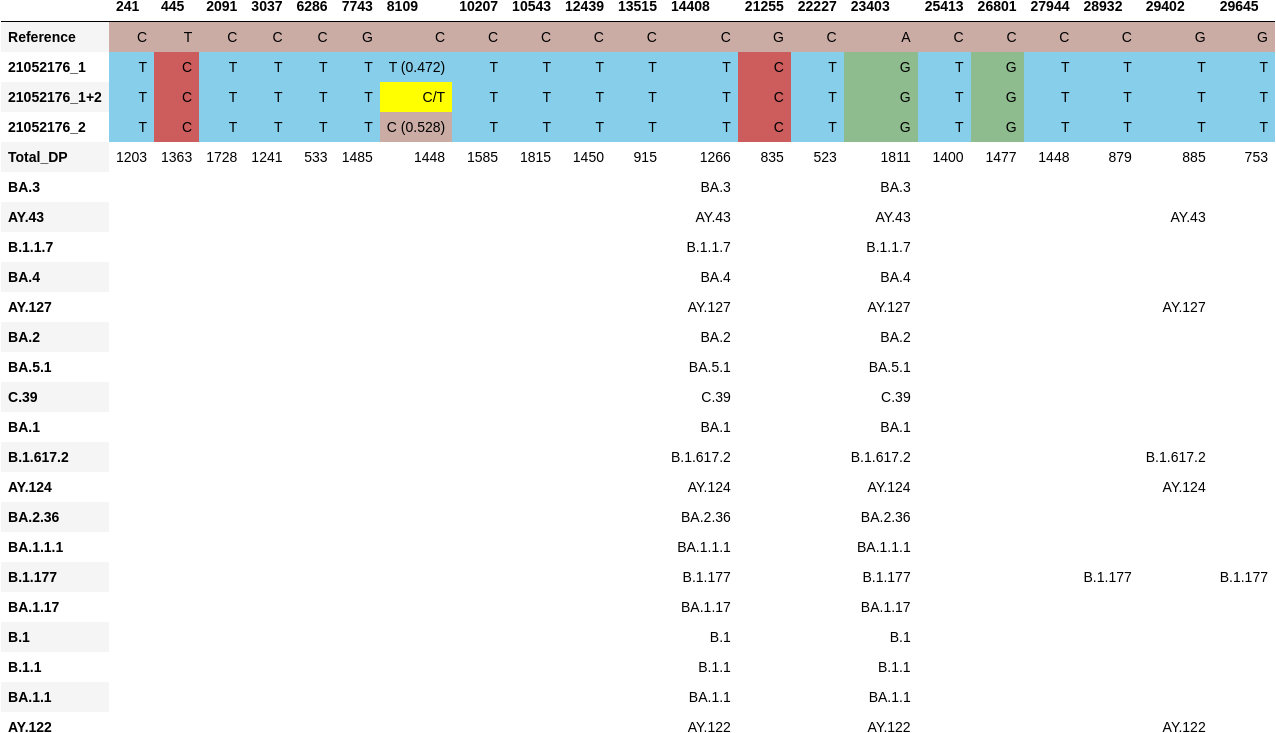 241 445 2091 3037 6286 7743 8109 10207 10543 12439 13515 14408 21255 22227 23403 25413 26801 27944 28932 29402 29645
Reference C T C C C G C C C C C C G C A C C C C G G
21052176_1 T C T T T T T (0.472) T T T T T C T G T G T T T T
21052176_1+2 T C T T T T C/T T T T T T C T G T G T T T T
21052176_2 T C T T T T C (0.528) T T T T T C T G T G T T T T
Total_DP 1203 1363 1728 1241 533 1485 1448 1585 1815 1450 915 1266 835 523 1811 1400 1477 1448 879 885 753
BA.3 BA.3 BA.3
AY.43 AY.43 AY.43 AY.43
B.1.1.7 B.1.1.7 B.1.1.7
BA.4 BA.4 BA.4
AY.127 AY.127 AY.127 AY.127
BA.2 BA.2 BA.2
BA.5.1 BA.5.1 BA.5.1
C.39 C.39 C.39
BA.1 BA.1 BA.1
B.1.617.2 B.1.617.2 B.1.617.2 B.1.617.2
AY.124 AY.124 AY.124 AY.124
BA.2.36 BA.2.36 BA.2.36
BA.1.1.1 BA.1.1.1 BA.1.1.1
B.1.177 B.1.177 B.1.177 B.1.177 B.1.177
BA.1.17 BA.1.17 BA.1.17
B.1 B.1 B.1
B.1.1 B.1.1 B.1.1
BA.1.1 BA.1.1 BA.1.1
AY.122 AY.122 AY.122 AY.122